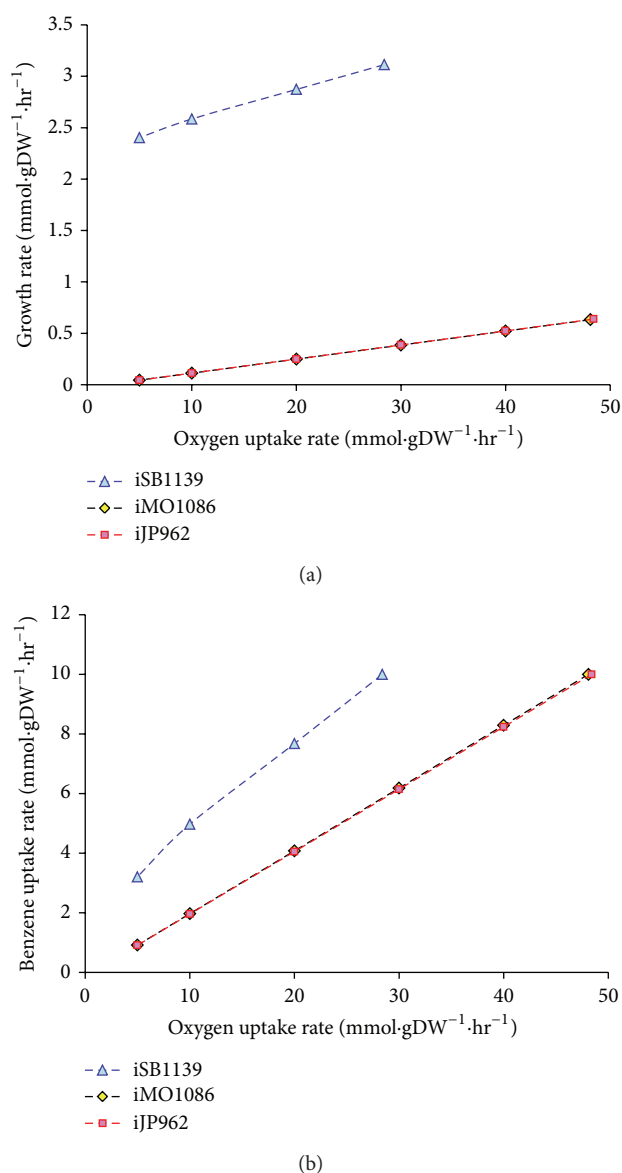 3.5
3
2.5
2
1.5
1
0.5
0
0 10 20 30 40 50
Growth rate (mmol·gDW⁻¹·hr⁻¹)
Oxygen uptake rate (mmol·gDW⁻¹·hr⁻¹)
iSB1139
iMO1086
iJP962
(a)
12
10
8
6
4
2
0
0 10 20 30 40 50
Benzene uptake rate (mmol·gDW⁻¹·hr⁻¹)
Oxygen uptake rate (mmol·gDW⁻¹·hr⁻¹)
iSB1139
iMO1086
iJP962
(b)